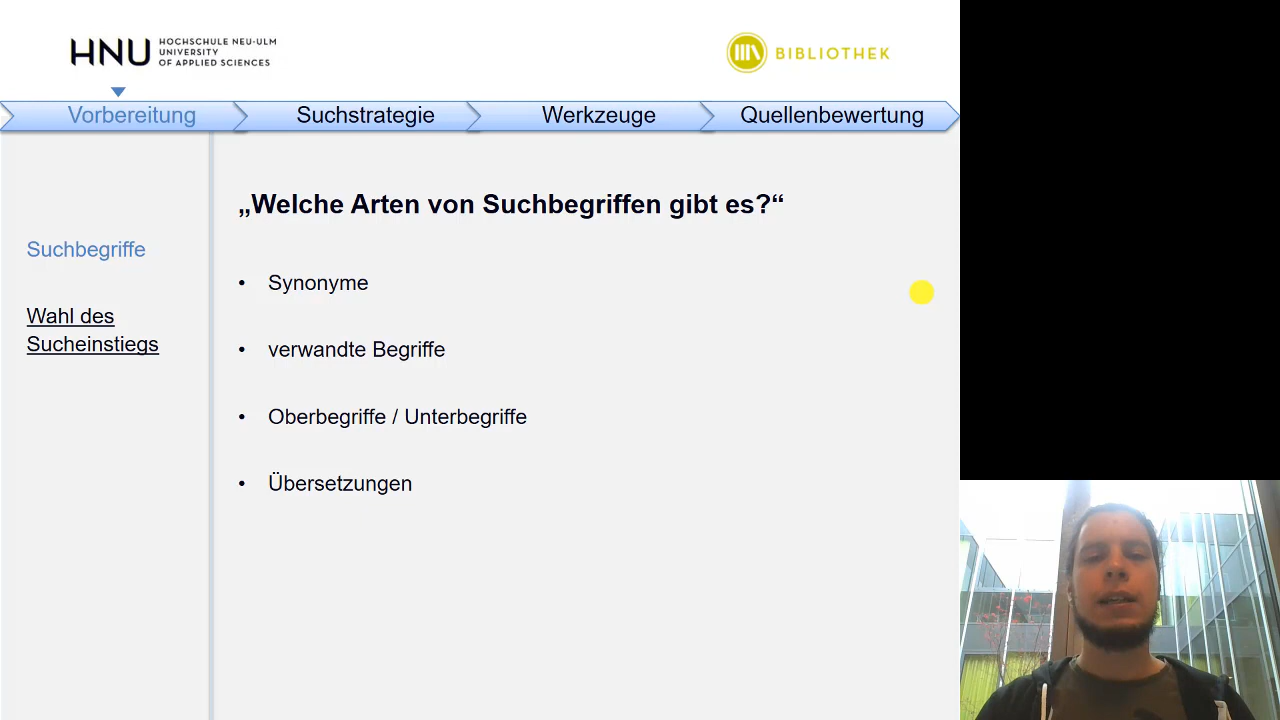 HNU
HOCHSCHULE NEU-ULM
UNIVERSITY
OF APPLIED SCIENCES
BIBLIOTHEK
Vorbereitung
Suchstrategie
Werkzeuge
Quellenbewertung
„Welche Arten von Suchbegriffen gibt es?“
Suchbegriffe
Wahl des
Sucheinstiegs
• Synonyme
• verwandte Begriffe
• Oberbegriffe / Unterbegriffe
• Übersetzungen